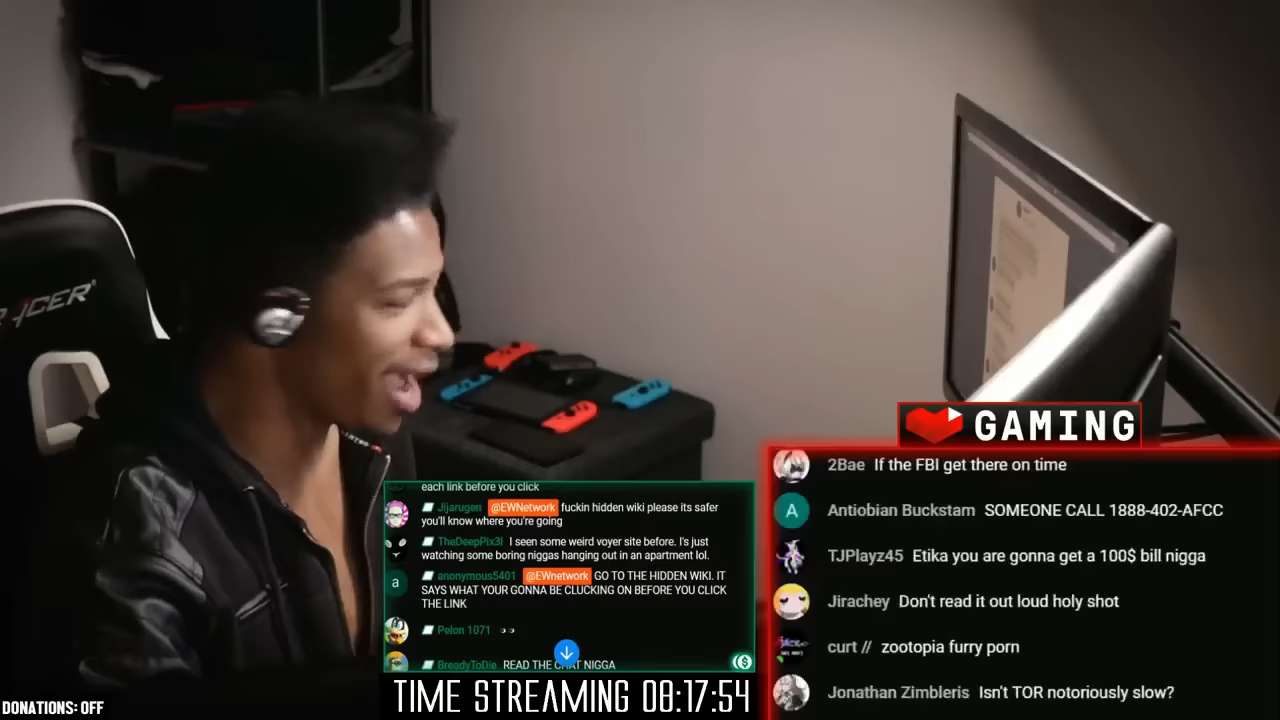 ACER
GAMING
2Bae If the FBI get there on time
Antiobian Buckstam SOMEONE CALL 1888-402-AFCC
TJPlayz45 Etika you are gonna get a 100$ bill nigga
Jirachey Don't read it out loud holy shot
curt // zootopia furry porn
Jonathan Zimbleris Isn't TOR notoriously slow?
each link before you click
Jijarugen @EWNetwork fuckin hidden wiki please its safer
you'll know where you're going
TheDeepPix3l I seen some weird voyer site before. I's just
watching some boring niggas hanging out in an apartment lol.
anonymous5401 @EWnetwork GO TO THE HIDDEN WIKI. IT
SAYS WHAT YOUR GONNA BE CLUCKING ON BEFORE YOU CLICK
THE LINK
Pelon 1071 👀
BreadyToDie READ THE CHAT NIGGA
TIME STREAMING 08:17:54
DONATIONS: OFF